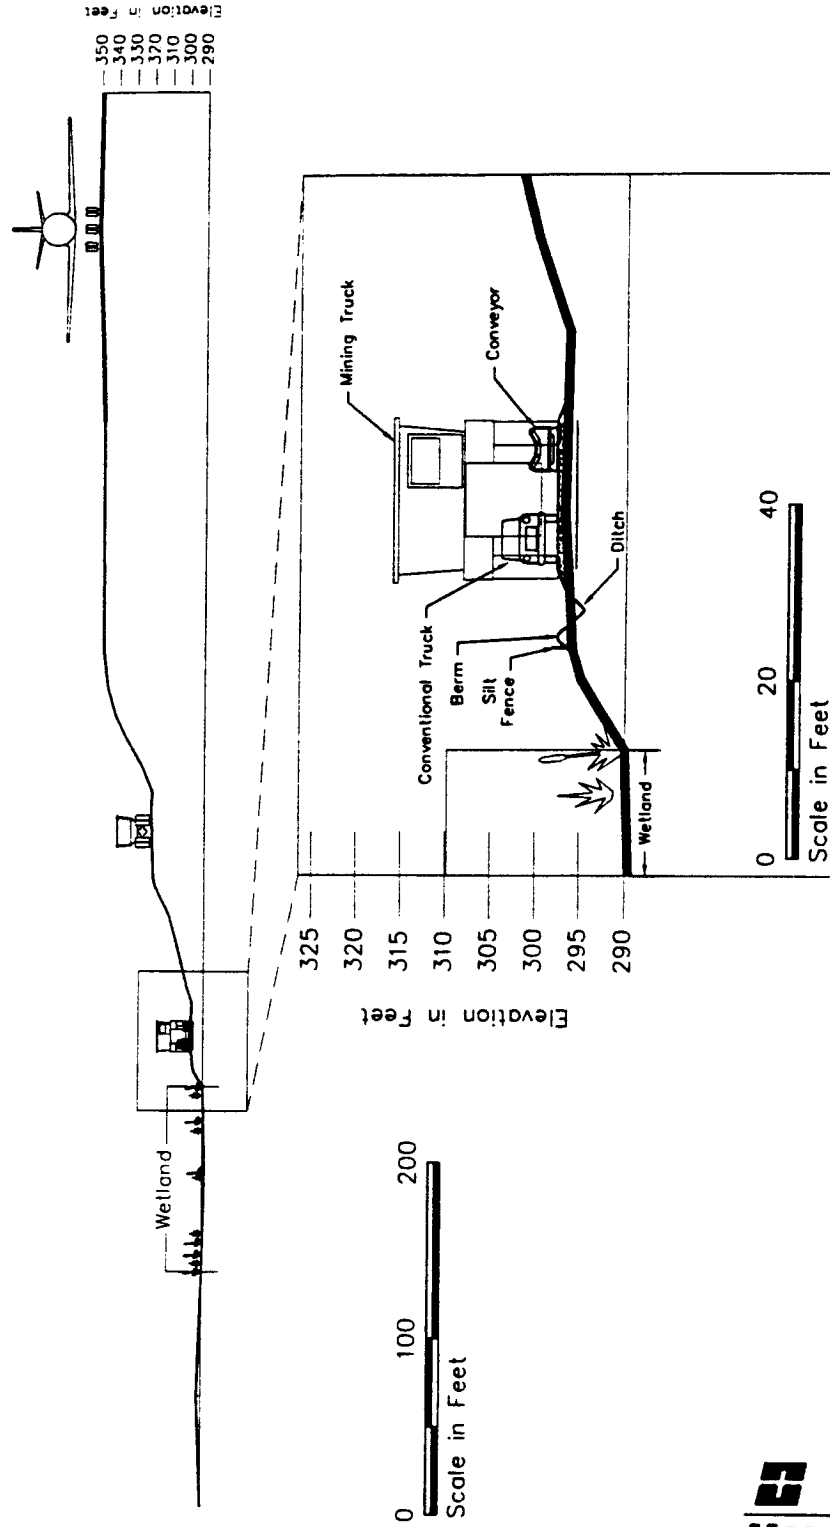 Elevation in Feet
350
340
330
320
310
300
290
Wetland
0 100 200
Scale in Feet
Elevation in Feet
325
320
315
310
305
300
295
290
Mining Truck
Conveyor
Conventional Truck
Berm
Silt
Fence
Ditch
Wetland
0 20 40
Scale in Feet